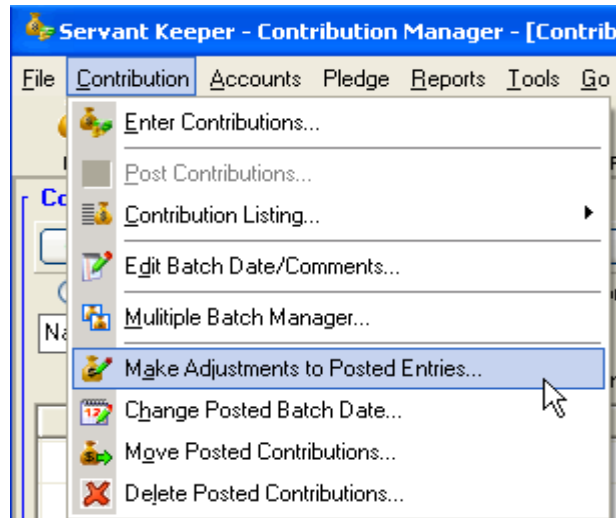 Servant Keeper - Contribution Manager - [Contrib
File Contribution Accounts Pledge Reports Tools Go
Enter Contributions...
Post Contributions...
Co
Contribution Listing...
Edit Batch Date/Comments...
Mulitiple Batch Manager...
Na
Make Adjustments to Posted Entries...
Change Posted Batch Date...
Move Posted Contributions...
Delete Posted Contributions...